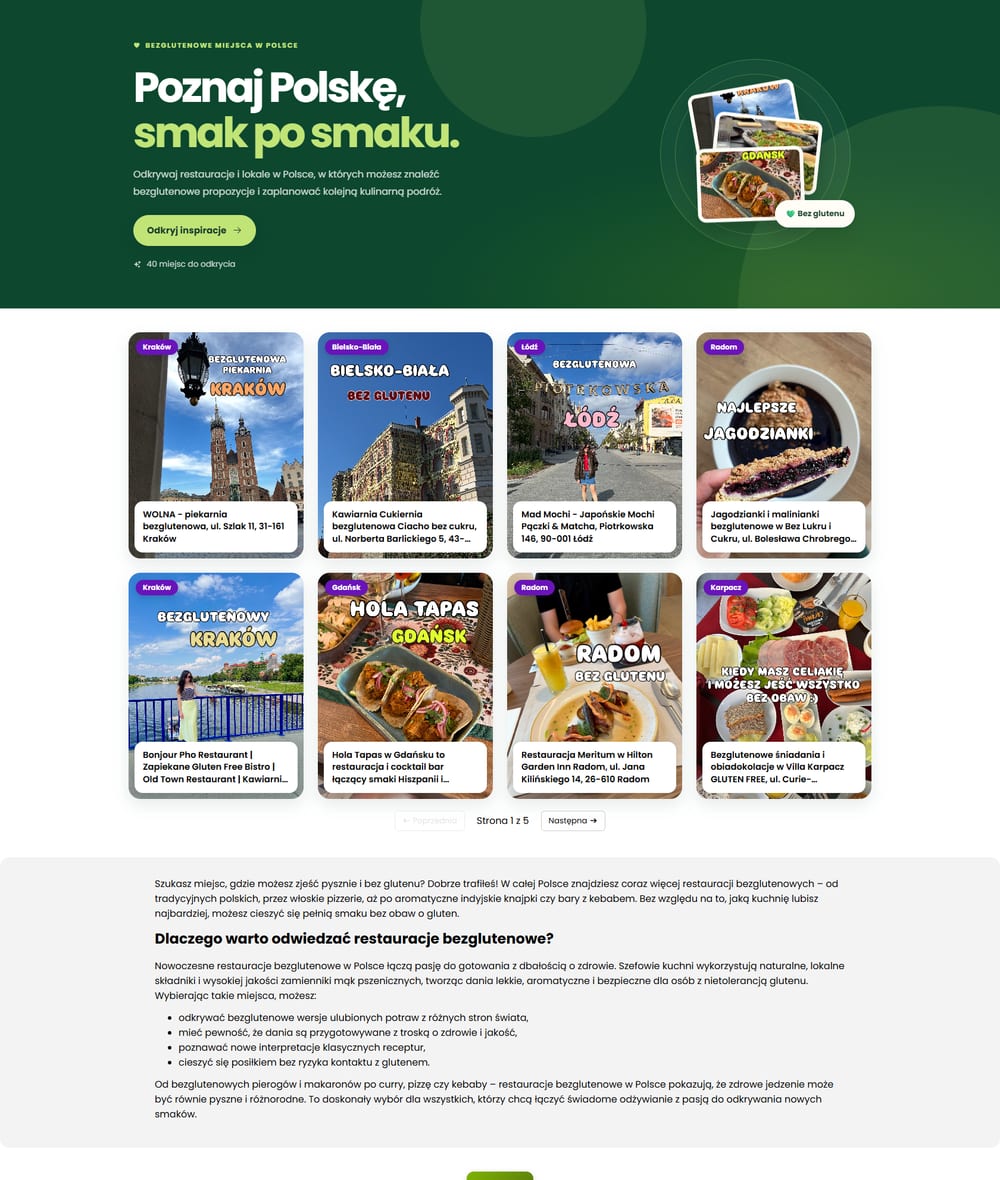 BEZGLUTENOWE MIEJSCA W POLSCE
Poznaj Polskę,
smak po smaku.
Odkrywaj restauracje i lokale w Polsce, w których możesz znaleźć
bezglutenowe propozycje i zaplanować kolejną kulinarną podróż.
Odkryj inspiracje →
40 miejsc do odkrycia
KRAKÓW
GDAŃSK
Bez glutenu
Kraków
BEZGLUTENOWA
PIEKARNIA
KRAKÓW
WOLNA - piekarnia
bezglutenowa, ul. Szlak 11, 31-161
Kraków
Bielsko-Biała
BIELSKO-BIAŁA
BEZ GLUTENU
Kawiarnia Cukiernia
bezglutenowa Ciacho bez cukru,
ul. Norberta Barlickiego 5, 43-...
Łódź
BEZGLUTENOWA
PIOTRKOWSKA
ŁÓDŹ
Mad Mochi - Japońskie Mochi
Pączki & Matcha, Piotrkowska
146, 90-001 Łódź
Radom
NAJLEPSZE
JAGODZIANKI
Jagodzianki i malinianki
bezglutenowe w Bez Lukru i
Cukru, ul. Bolesława Chrobrego...
Kraków
BEZGLUTENOWY
KRAKÓW
Bonjour Pho Restaurant |
Zapiekane Gluten Free Bistro |
Old Town Restaurant | Kawiarni...
Gdańsk
HOLA TAPAS
GDAŃSK
Hola Tapas w Gdańsku to
restauracja i cocktail bar
łączący smaki Hiszpanii i...
Radom
RADOM
BEZ GLUTENU
Restauracja Meritum w Hilton
Garden Inn Radom, ul. Jana
Kilińskiego 14, 26-610 Radom
Karpacz
KIEDY MASZ CELIAKIĘ
I MOŻESZ JEŚĆ WSZYSTKO
BEZ OBAW :)
Bezglutenowe śniadania i
obiadokolacje w Villa Karpacz
GLUTEN FREE, ul. Curie-...
← Poprzednia
Strona 1 z 5
Następna →
Szukasz miejsc, gdzie możesz zjeść pysznie i bez glutenu? Dobrze trafiłeś! W całej Polsce znajdziesz coraz więcej restauracji bezglutenowych – od
tradycyjnych polskich, przez włoskie pizzerie, aż po aromatyczne indyjskie knajpki czy bary z kebabem. Bez względu na to, jaką kuchnię lubisz
najbardziej, możesz cieszyć się pełnią smaku bez obaw o gluten.
Dlaczego warto odwiedzać restauracje bezglutenowe?
Nowoczesne restauracje bezglutenowe w Polsce łączą pasję do gotowania z dbałością o zdrowie. Szefowie kuchni wykorzystują naturalne, lokalne
składniki i wysokiej jakości zamienniki mąk pszenicznych, tworząc dania lekkie, aromatyczne i bezpieczne dla osób z nietolerancją glutenu.
Wybierając takie miejsca, możesz:
• odkrywać bezglutenowe wersje ulubionych potraw z różnych stron świata,
• mieć pewność, że dania są przygotowywane z troską o zdrowie i jakość,
• poznawać nowe interpretacje klasycznych receptur,
• cieszyć się posiłkiem bez ryzyka kontaktu z glutenem.
Od bezglutenowych pierogów i makaronów po curry, pizzę czy kebaby – restauracje bezglutenowe w Polsce pokazują, że zdrowe jedzenie może
być równie pyszne i różnorodne. To doskonały wybór dla wszystkich, którzy chcą łączyć świadome odżywianie z pasją do odkrywania nowych
smaków.